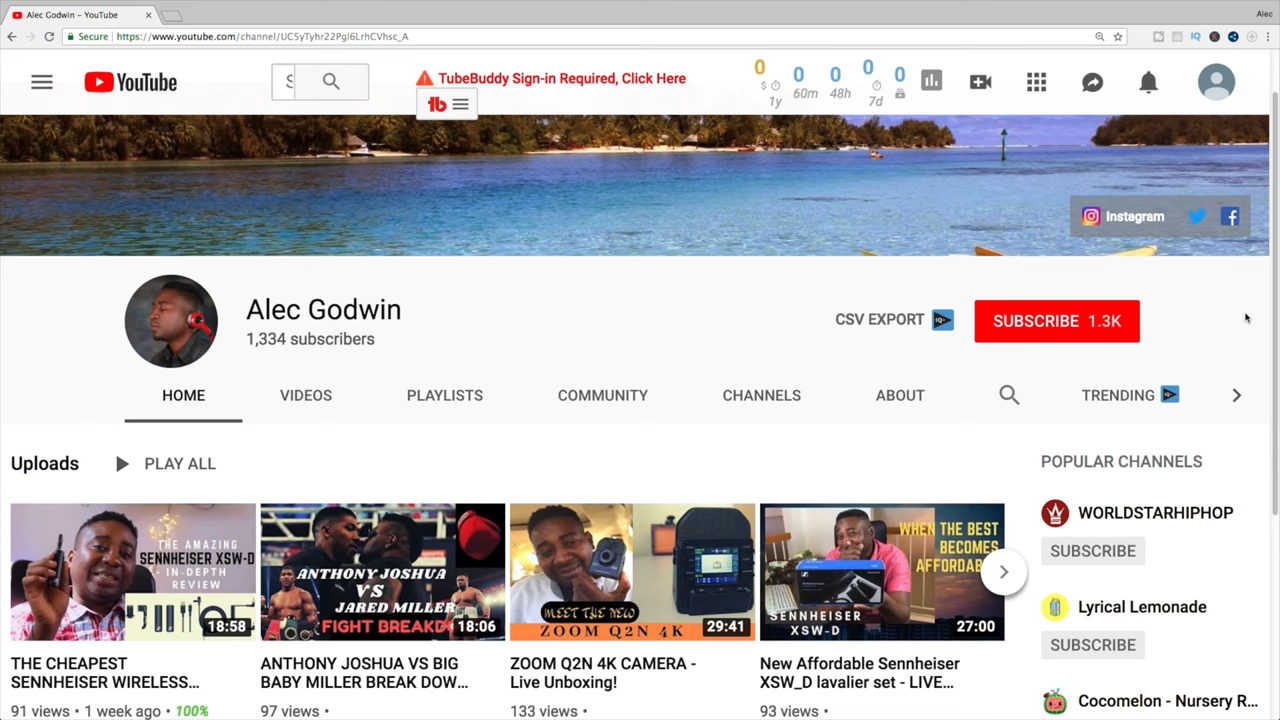 Alec Godwin - YouTube
Alec
Secure https://www.youtube.com/channel/UC5yTyhr22Pgl6LrhCVhsc_A
IQ
YouTube
S
TubeBuddy Sign-in Required, Click Here
tb
0 0 0 0 0
$ 1y 60m 48h 7d
Instagram
Alec Godwin
1,334 subscribers
CSV EXPORT
SUBSCRIBE 1.3K
HOME VIDEOS PLAYLISTS COMMUNITY CHANNELS ABOUT TRENDING
Uploads PLAY ALL
POPULAR CHANNELS
THE AMAZING
SENNHEISER XSW-D
IN-DEPTH
REVIEW
18:58
ANTHONY JOSHUA
VS
JARED MILLER
FIGHT BREAKD
18:06
MEET THE NEW
ZOOM Q2N 4K
29:41
WHEN THE BEST
BECOMES
AFFORDAB
SENNHEISER
XSW-D
27:00
THE CHEAPEST
SENNHEISER WIRELESS...
91 views • 1 week ago • 100%
ANTHONY JOSHUA VS BIG
BABY MILLER BREAK DOW...
97 views •
ZOOM Q2N 4K CAMERA -
Live Unboxing!
133 views •
New Affordable Sennheiser
XSW_D lavalier set - LIVE...
93 views •
WORLDSTARHIPHOP
SUBSCRIBE
Lyrical Lemonade
SUBSCRIBE
Cocomelon - Nursery R...